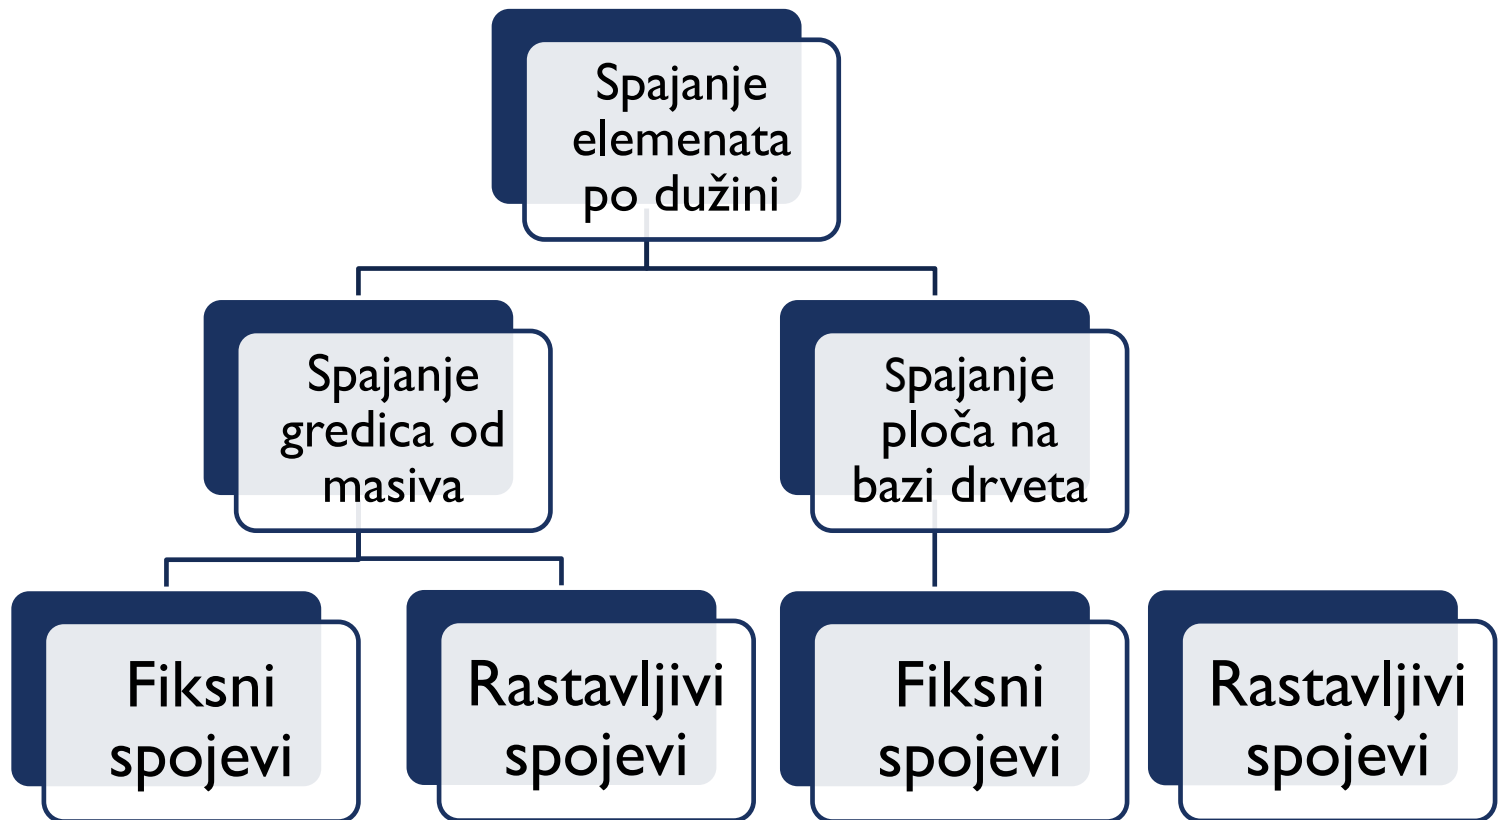 Spajanje
elemenata
po dužini
Spajanje
gredica od
masiva
Spajanje
ploča na
bazi drveta
Fiksni
spojevi
Rastavljivi
spojevi
Fiksni
spojevi
Rastavljivi
spojevi